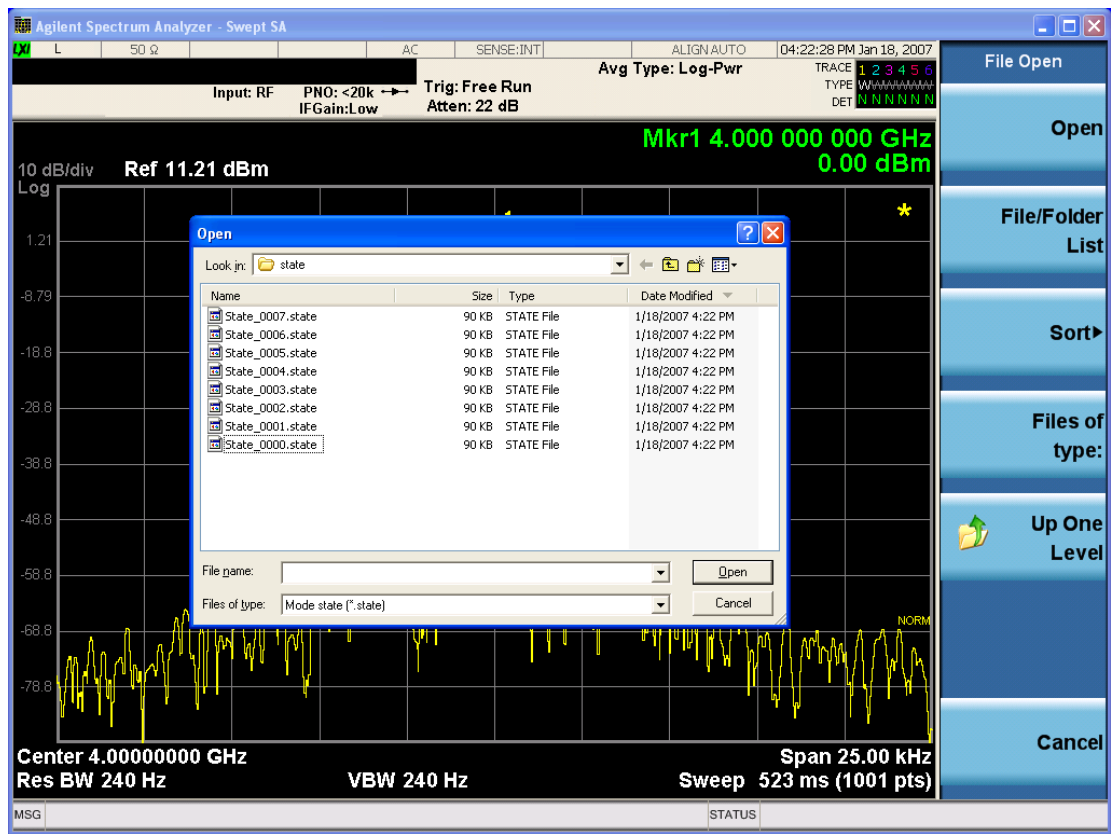 Agilent Spectrum Analyzer - Swept SA
LXI L 50 Ω AC SENSE:INT ALIGN AUTO 04:22:28 PM Jan 18, 2007
Input: RF PNO: <20k
IFGain:Low
Trig: Free Run
Atten: 22 dB
Avg Type: Log-Pwr
TRACE 1 2 3 4 5 6
TYPE
DET N N N N N N
Mkr1 4.000 000 000 GHz
0.00 dBm
10 dB/div Ref 11.21 dBm
Log
1.21
-8.79
-18.8
-28.8
-38.8
-48.8
-58.8
-68.8
-78.8
Open
Look in: state
Name Size Type Date Modified
State_0007.state 90 KB STATE File 1/18/2007 4:22 PM
State_0006.state 90 KB STATE File 1/18/2007 4:22 PM
State_0005.state 90 KB STATE File 1/18/2007 4:22 PM
State_0004.state 90 KB STATE File 1/18/2007 4:22 PM
State_0003.state 90 KB STATE File 1/18/2007 4:22 PM
State_0002.state 90 KB STATE File 1/18/2007 4:22 PM
State_0001.state 90 KB STATE File 1/18/2007 4:22 PM
State_0000.state 90 KB STATE File 1/18/2007 4:22 PM
File name: Open
Files of type: Mode state (*.state) Cancel
NORM
Center 4.00000000 GHz Span 25.00 kHz
Res BW 240 Hz VBW 240 Hz Sweep 523 ms (1001 pts)
MSG STATUS
File Open
Open
File/Folder
List
Sort▶
Files of
type:
Up One
Level
Cancel